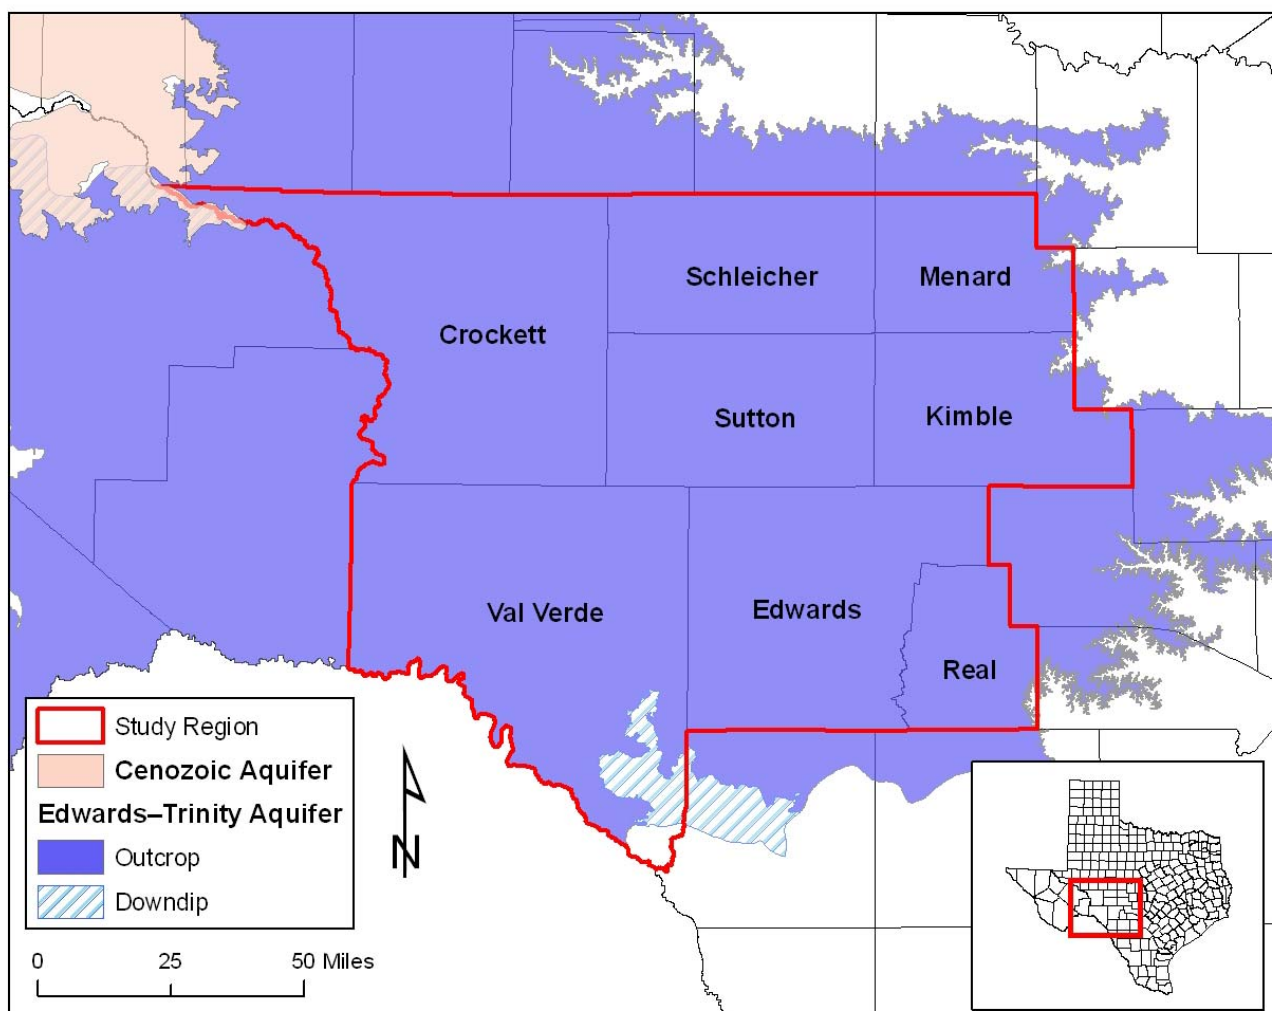 Schleicher
Menard
Crockett
Sutton
Kimble
Val Verde
Edwards
Real
Study Region
Cenozoic Aquifer
Edwards–Trinity Aquifer
Outcrop
Downdip
N
0 25 50 Miles